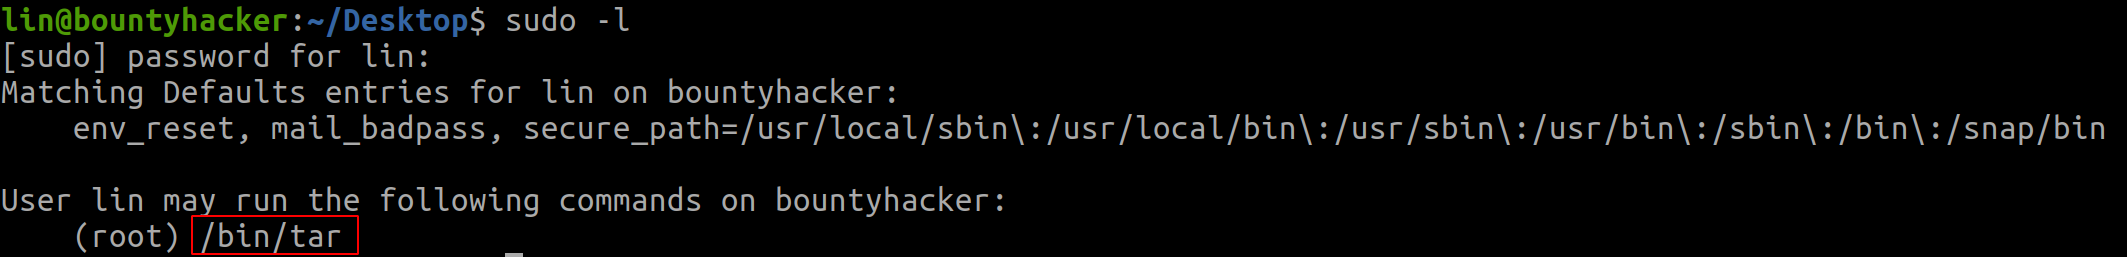 lin@bountyhacker:~/Desktop$ sudo -l
[sudo] password for lin:
Matching Defaults entries for lin on bountyhacker:
    env_reset, mail_badpass, secure_path=/usr/local/sbin\:/usr/local/bin\:/usr/sbin\:/usr/bin\:/sbin\:/bin\:/snap/bin

User lin may run the following commands on bountyhacker:
    (root) /bin/tar